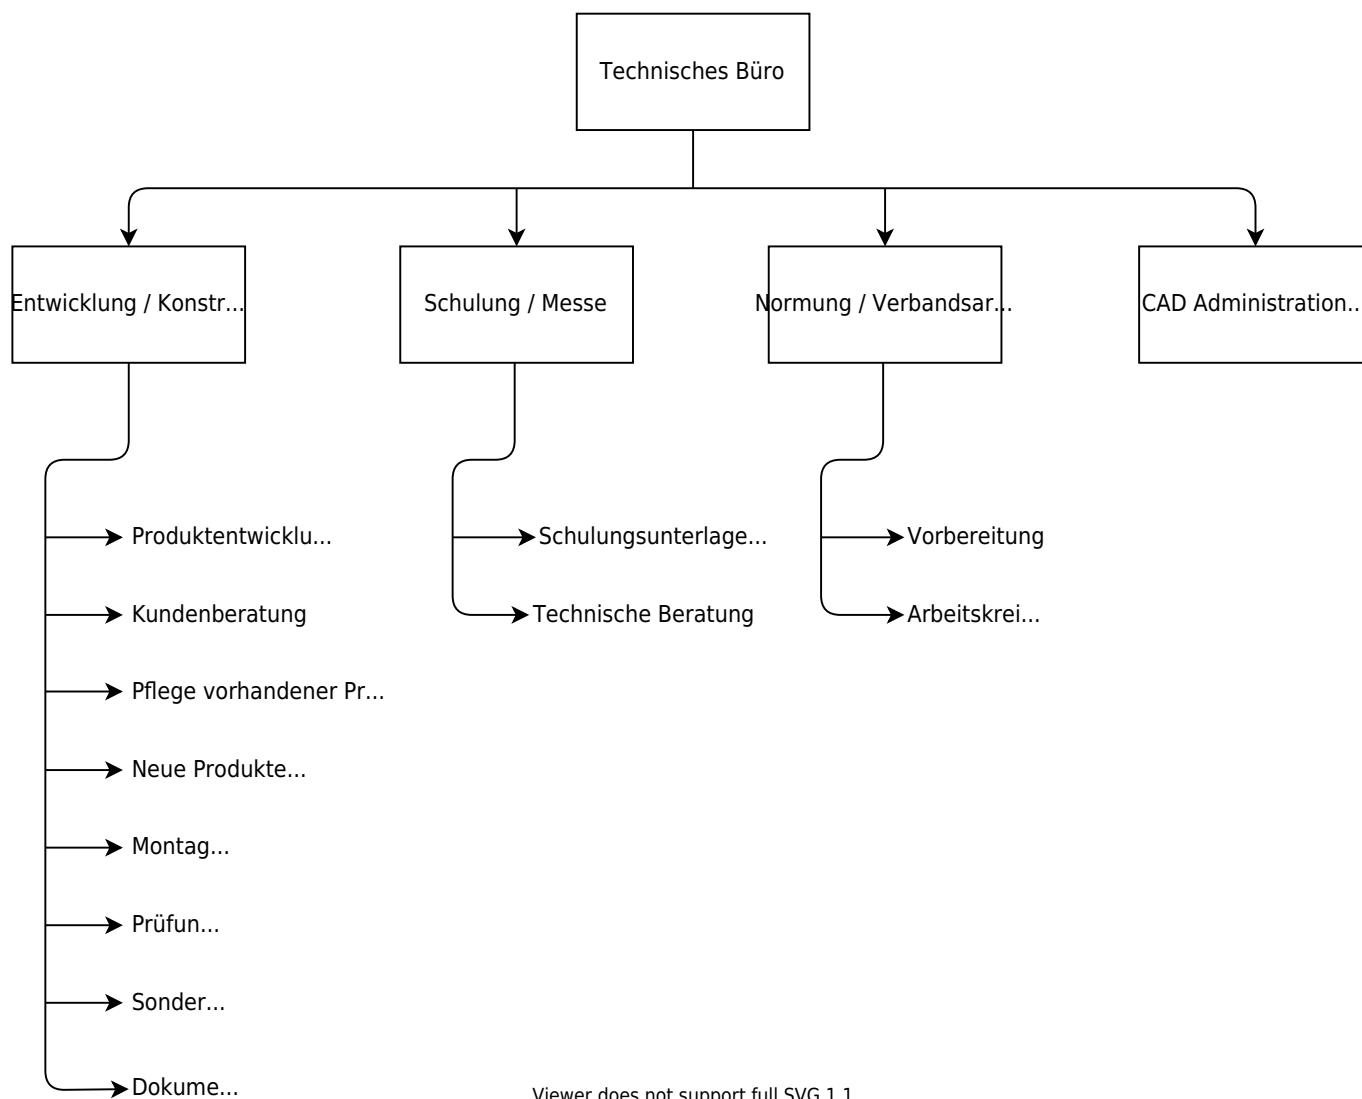 Technisches Büro
Entwicklung / Konstr...
Schulung / Messe
Normung / Verbandsar...
CAD Administration...
Produktentwicklu...
Kundenberatung
Pflege vorhandener Pr...
Neue Produkte...
Montag...
Prüfun...
Sonder...
Dokume...
Schulungsunterlage...
Technische Beratung
Vorbereitung
Arbeitskrei...
Viewer does not support full SVG 1.1